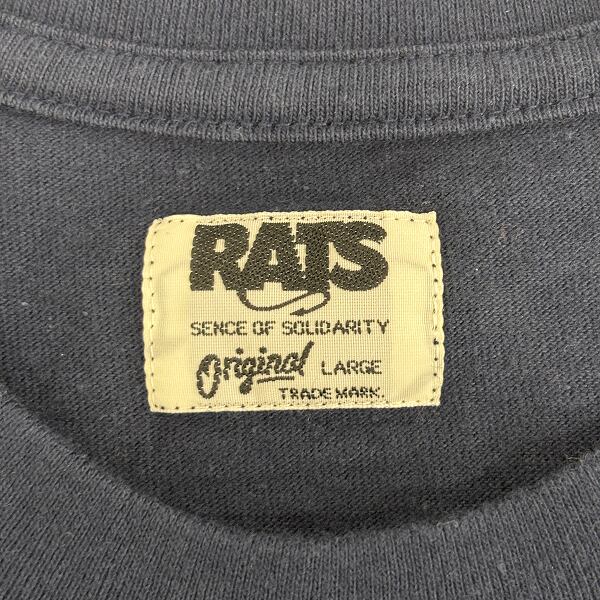 RATS
SENCE OF SOLIDARITY
Original LARGE
TRADE MARK.